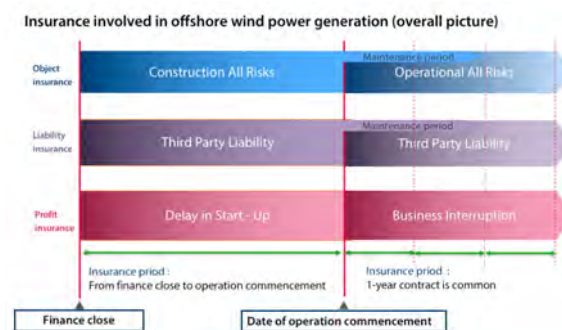 Insurance involved in offshore wind power generation (overall picture)
Object
insurance
Construction All Risks
Maintenance period
Operational All Risks
Liability
insurance
Third Party Liability
Maintenance period
Third Party Liability
Profit
insurance
Delay in Start,- Up
Business Interruption
Insurance priod :
From finance close to operation commencement
Insurance priod :
1-year contract is common
Finance close
Date of operation commencement